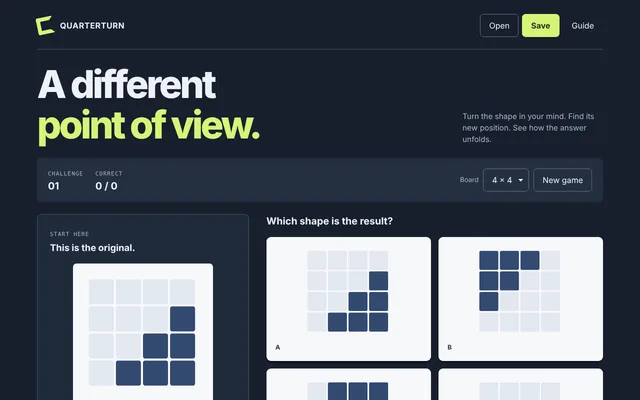 QUARTERTURN
Open
Save
Guide
A different
point of view.
Turn the shape in your mind. Find its
new position. See how the answer
unfolds.
CHALLENGE
01
CORRECT
0 / 0
Board
4 × 4
New game
START HERE
This is the original.
Which shape is the result?
A
B